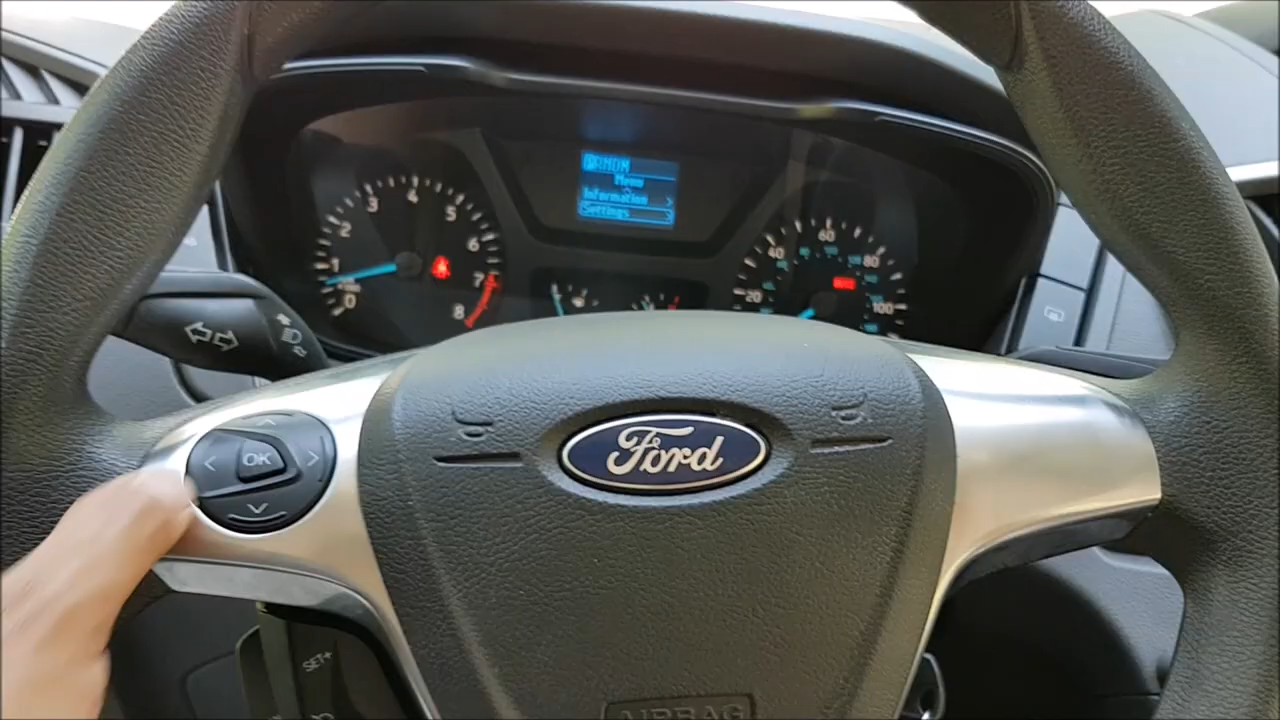 Menu
Information >
Settings >
0 1 2 3 4 5 6 7 8
20 40 60 80 100
< OK >
Ford
SET+
AIRBAG